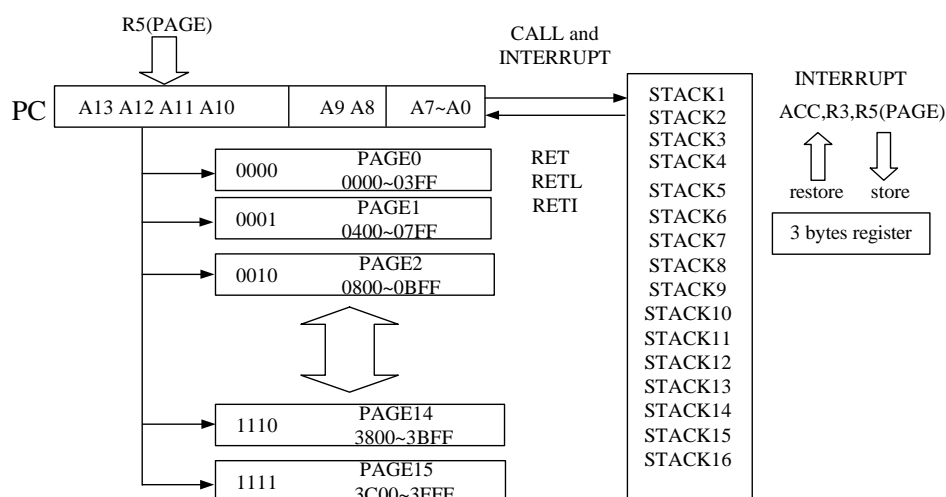 R5(PAGE)
PC
A13 A12 A11 A10
A9 A8
A7~A0
CALL and
INTERRUPT
RET
RETL
RETI
0000
PAGE0
0000~03FF
0001
PAGE1
0400~07FF
0010
PAGE2
0800~0BFF
1110
PAGE14
3800~3BFF
1111
PAGE15
3C00~3FFF
STACK1
STACK2
STACK3
STACK4
STACK5
STACK6
STACK7
STACK8
STACK9
STACK10
STACK11
STACK12
STACK13
STACK14
STACK15
STACK16
INTERRUPT
ACC,R3,R5(PAGE)
restore
store
3 bytes register